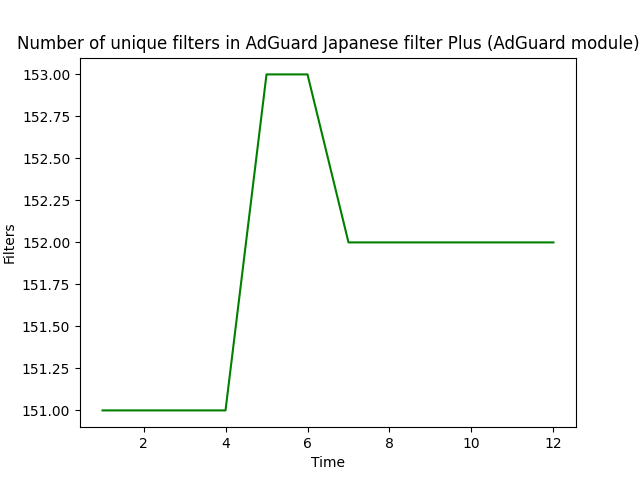 Number of unique filters in AdGuard Japanese filter Plus (AdGuard module)
153.00
152.75
152.50
152.25
152.00
151.75
151.50
151.25
151.00
Filters
2 4 6 8 10 12
Time